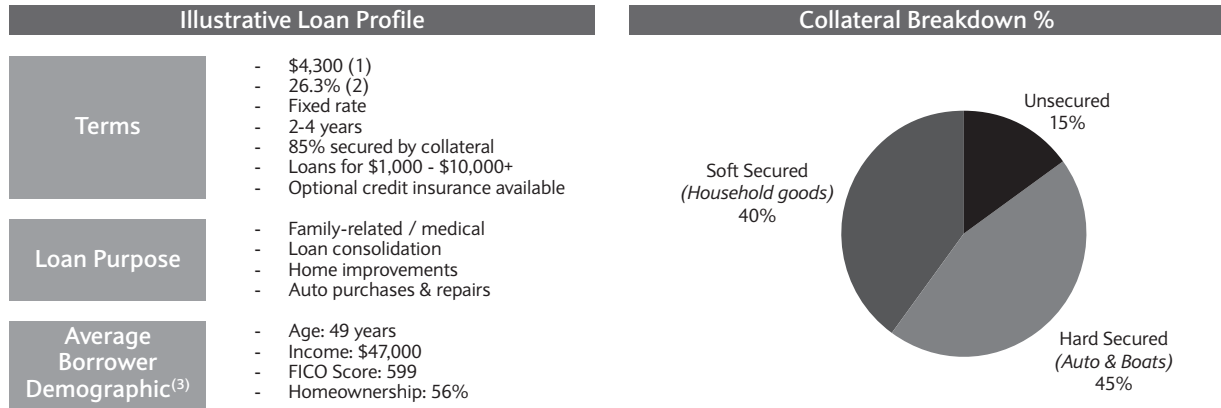 Illustrative Loan Profile
Terms
- $4,300 (1)
- 26.3% (2)
- Fixed rate
- 2-4 years
- 85% secured by collateral
- Loans for $1,000 - $10,000+
- Optional credit insurance available
Loan Purpose
- Family-related / medical
- Loan consolidation
- Home improvements
- Auto purchases & repairs
Average
Borrower
Demographic(3)
- Age: 49 years
- Income: $47,000
- FICO Score: 599
- Homeownership: 56%
Collateral Breakdown %
Unsecured
15%
Soft Secured
(Household goods)
40%
Hard Secured
(Auto & Boats)
45%